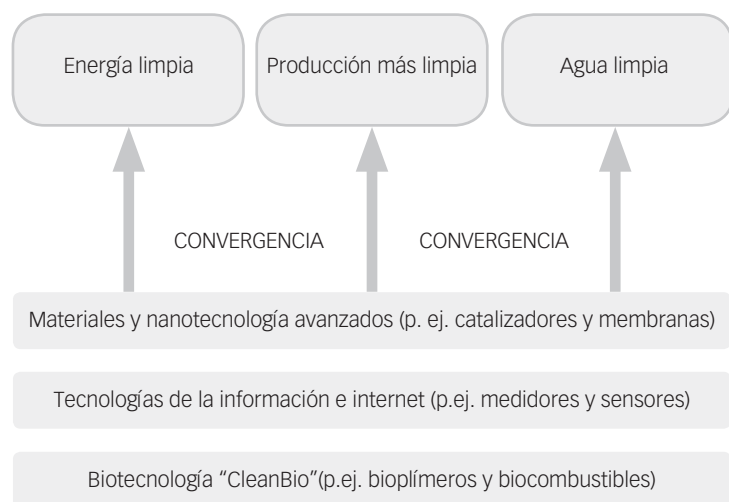 Energía limpia
Producción más limpia
Agua limpia
CONVERGENCIA
CONVERGENCIA
Materiales y nanotecnología avanzados (p. ej. catalizadores y membranas)
Tecnologías de la información e internet (p.ej. medidores y sensores)
Biotecnología “CleanBio”(p.ej. bioplímeros y biocombustibles)